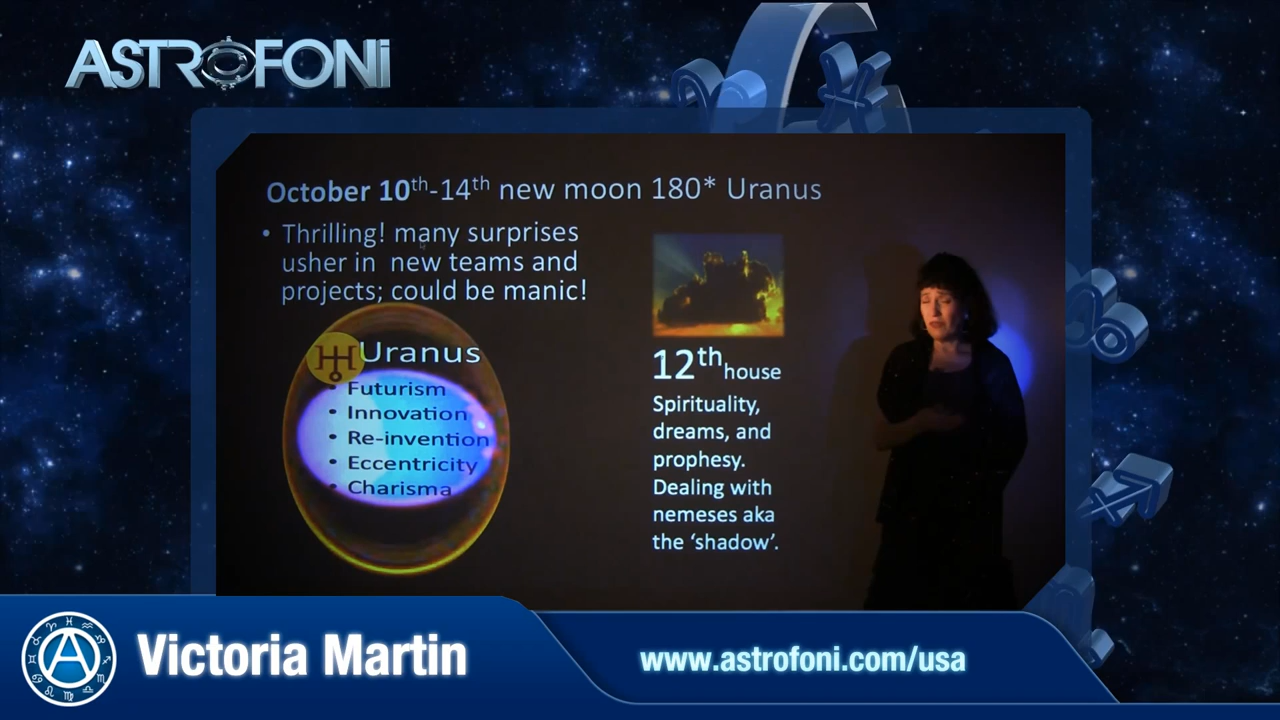 ASTROFONi
October 10th-14th new moon 180* Uranus
• Thrilling! many surprises
usher in new teams and
projects; could be manic!
Uranus
• Futurism
• Innovation
• Re-invention
• Eccentricity
• Charisma
12th house
Spirituality,
dreams, and
prophesy.
Dealing with
nemeses aka
the ‘shadow’.
Victoria Martin
www.astrofoni.com/usa